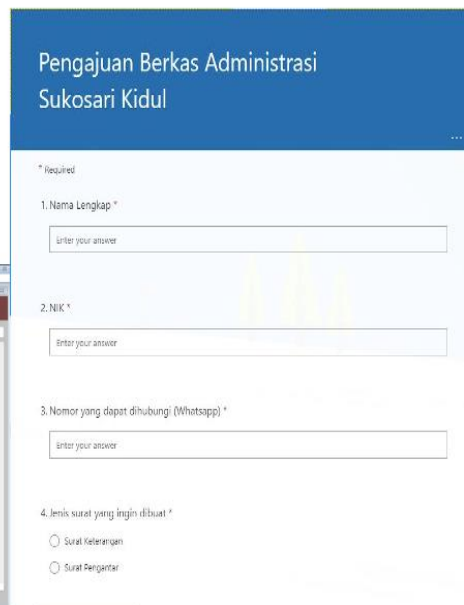 Pengajuan Berkas Administrasi
Sukosari Kidul
...
* Required
1. Nama Lengkap *
Enter your answer
2. NIK *
Enter your answer
3. Nomor yang dapat dihubungi (Whatsapp) *
Enter your answer
4. Jenis surat yang ingin dibuat *
Surat Keterangan
Surat Pengantar